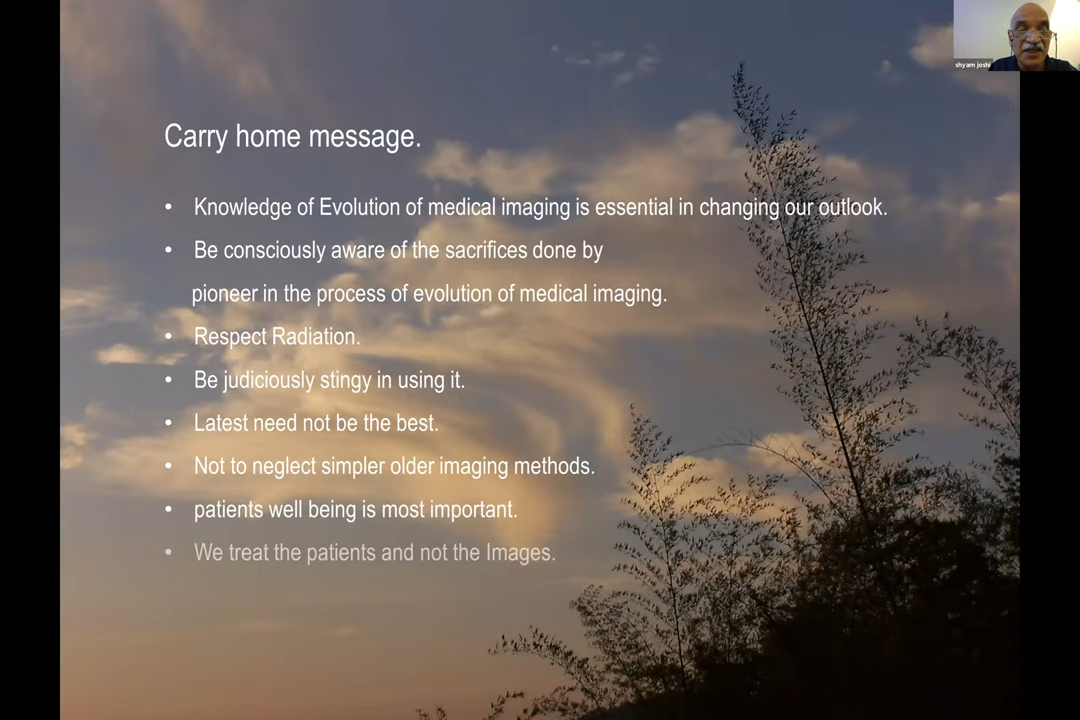 shyam joshi
Carry home message.
• Knowledge of Evolution of medical imaging is essential in changing our outlook.
• Be consciously aware of the sacrifices done by
pioneer in the process of evolution of medical imaging.
• Respect Radiation.
• Be judiciously stingy in using it.
• Latest need not be the best.
• Not to neglect simpler older imaging methods.
• patients well being is most important.
• We treat the patients and not the Images.